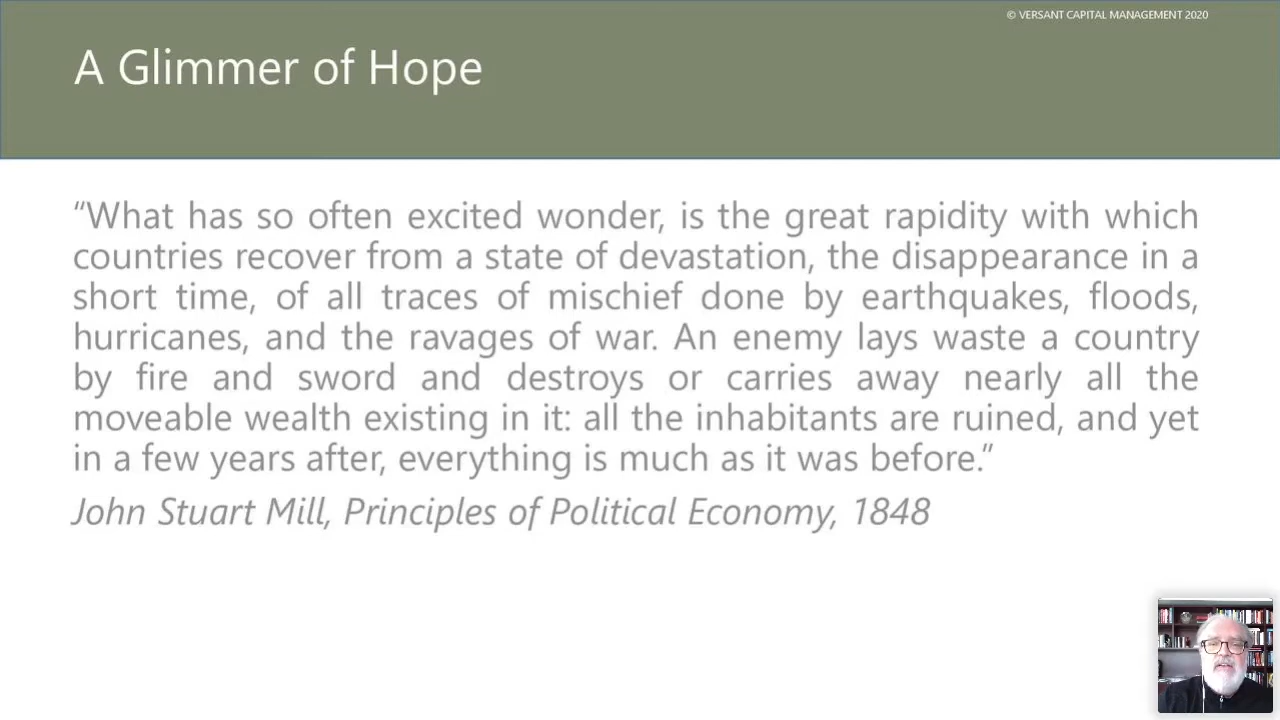 © VERSANT CAPITAL MANAGEMENT 2020
A Glimmer of Hope
“What has so often excited wonder, is the great rapidity with which
countries recover from a state of devastation, the disappearance in a
short time, of all traces of mischief done by earthquakes, floods,
hurricanes, and the ravages of war. An enemy lays waste a country
by fire and sword and destroys or carries away nearly all the
moveable wealth existing in it: all the inhabitants are ruined, and yet
in a few years after, everything is much as it was before.”
John Stuart Mill, Principles of Political Economy, 1848